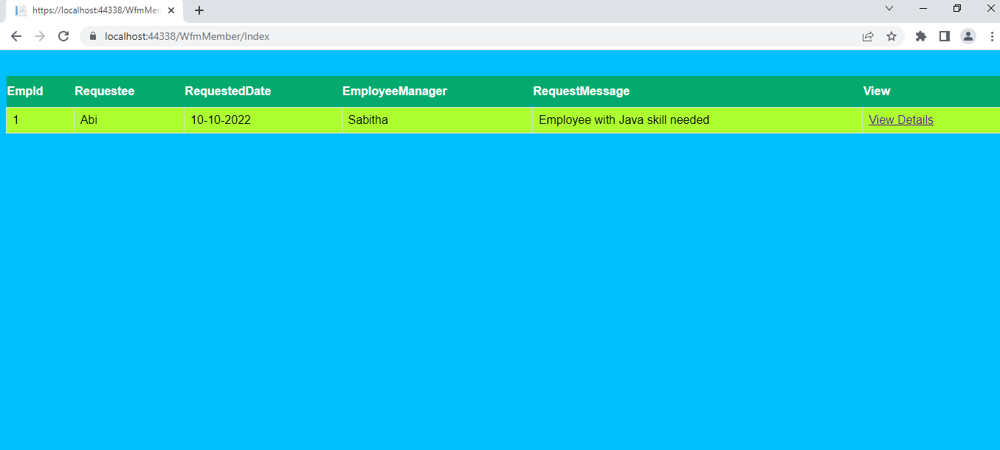 https://localhost:44338/WfmMem
localhost:44338/WfmMember/Index
EmpId Requestee RequestedDate EmployeeManager RequestMessage View
1 Abi 10-10-2022 Sabitha Employee with Java skill needed View Details